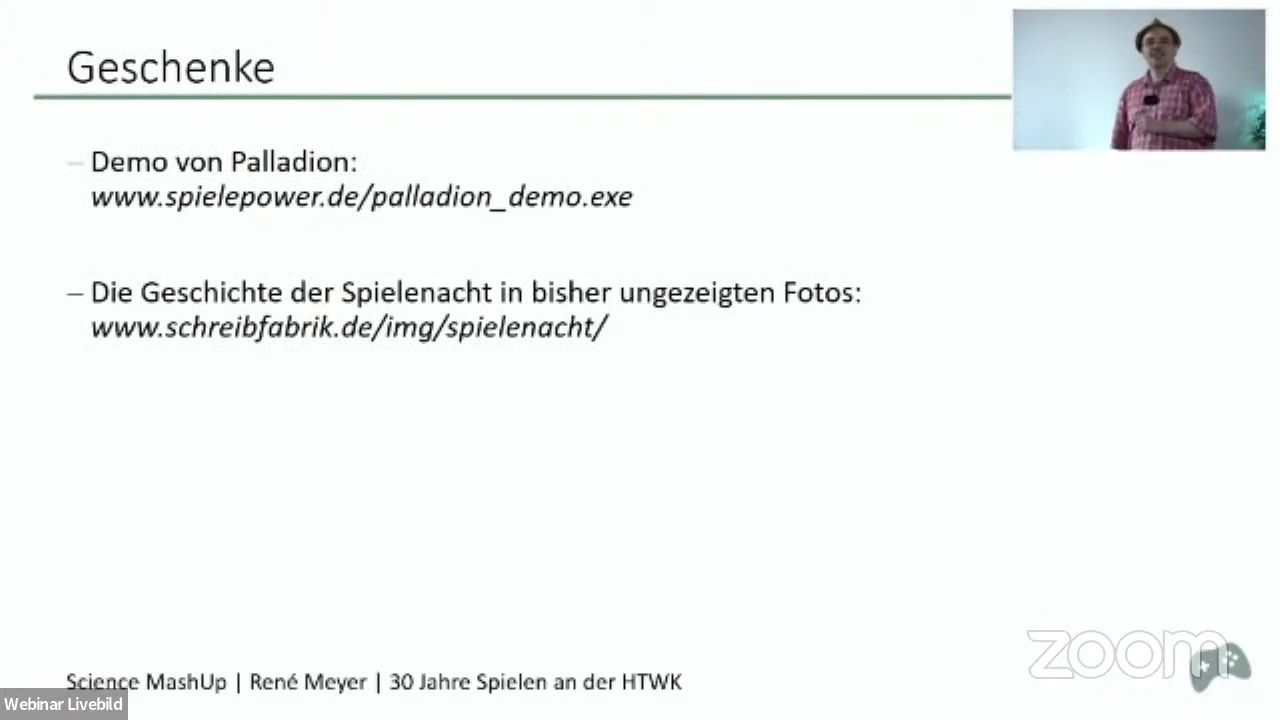 Geschenke
– Demo von Palladion:
www.spielepower.de/palladion_demo.exe
– Die Geschichte der Spielenacht in bisher ungezeigten Fotos:
www.schreibfabrik.de/img/spielenacht/
zoom
Science MashUp | René Meyer | 30 Jahre Spielen an der HTWK
Webinar Livebild